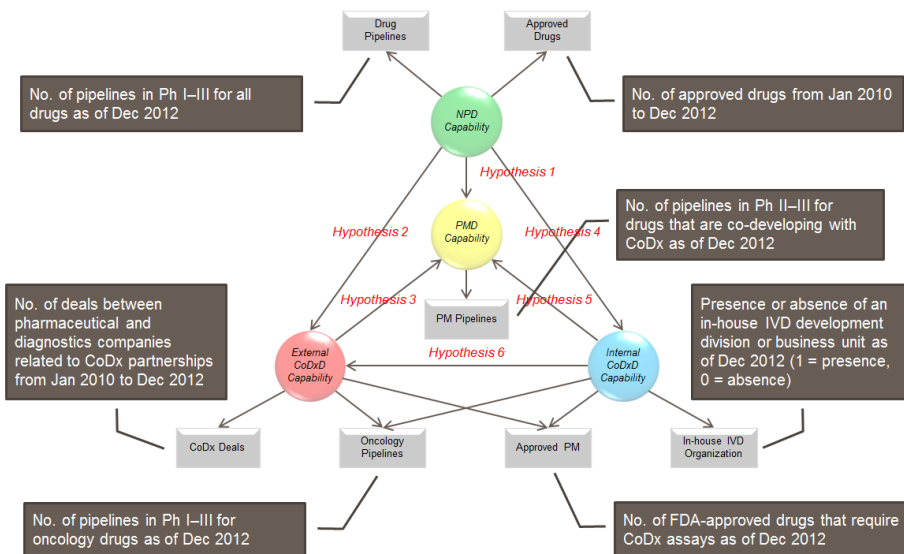 Drug
Pipelines
Approved
Drugs
No. of pipelines in Ph I–III for all
drugs as of Dec 2012
No. of approved drugs from Jan 2010
to Dec 2012
NPD
Capability
Hypothesis 1
No. of pipelines in Ph II–III for
drugs that are co-developing with
CoDx as of Dec 2012
Hypothesis 2
PMD
Capability
Hypothesis 4
No. of deals between
pharmaceutical and
diagnostics companies
related to CoDx partnerships
from Jan 2010 to Dec 2012
Hypothesis 3
Hypothesis 5
PM Pipelines
Presence or absence of an
in-house IVD development
division or business unit as
of Dec 2012 (1 = presence,
0 = absence)
External
CoDxD
Capability
Hypothesis 6
Internal
CoDxD
Capability
CoDx Deals
Oncology
Pipelines
Approved PM
In-house IVD
Organization
No. of pipelines in Ph I–III for
oncology drugs as of Dec 2012
No. of FDA-approved drugs that require
CoDx assays as of Dec 2012